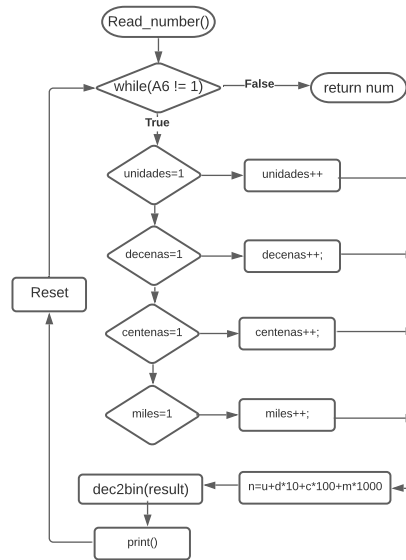 Read_number()
while(A6 != 1)
False
return num
True
unidades=1
unidades++
decenas=1
decenas++;
Reset
centenas=1
centenas++;
miles=1
miles++;
dec2bin(result)
n=u+d*10+c*100+m*1000
print()